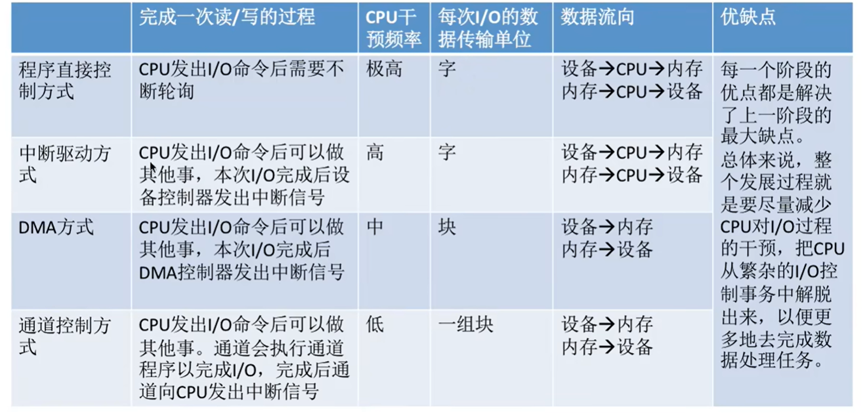 完成一次读/写的过程
CPU干
预频率
每次I/O的数
据传输单位
数据流向
优缺点
程序直接控
制方式
CPU发出I/O命令后需要不
断轮询
极高
字
设备→CPU→内存
内存→CPU→设备
每一个阶段的
优点都是解决
了上一阶段的
最大缺点。
总体来说，整
个发展过程就
是要尽量减少
CPU对I/O过程
的干预，把CPU
从繁杂的I/O控
制事务中解脱
出来，以便更
多地去完成数
据处理任务。
中断驱动方
式
CPU发出I/O命令后可以做
其他事，本次I/O完成后设
备控制器发出中断信号
高
字
设备→CPU→内存
内存→CPU→设备
DMA方式
CPU发出I/O命令后可以做
其他事，本次I/O完成后
DMA控制器发出中断信号
中
块
设备→内存
内存→设备
通道控制方
式
CPU发出I/O命令后可以做
其他事。通道会执行通道
程序以完成I/O，完成后通
道向CPU发出中断信号
低
一组块
设备→内存
内存→设备